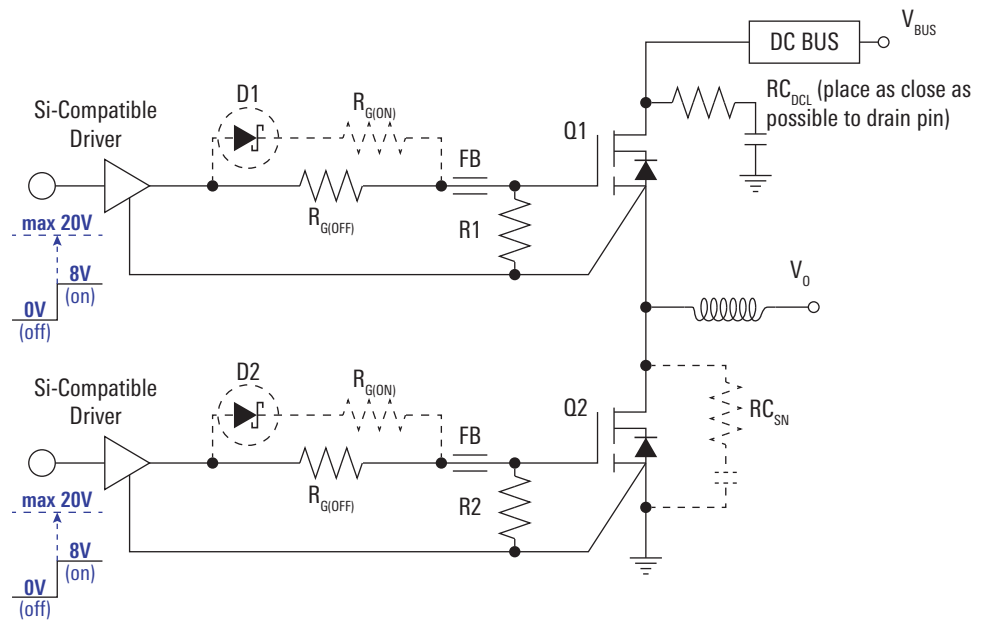 V_BUS
DC BUS
RC_DCL (place as close as
possible to drain pin)
Si-Compatible
Driver
D1
R_G(ON)
Q1
FB
R_G(OFF)
R1
max 20V
8V
(on)
0V
(off)
V_O
Si-Compatible
Driver
D2
R_G(ON)
Q2
RC_SN
FB
R_G(OFF)
R2
max 20V
8V
(on)
0V
(off)